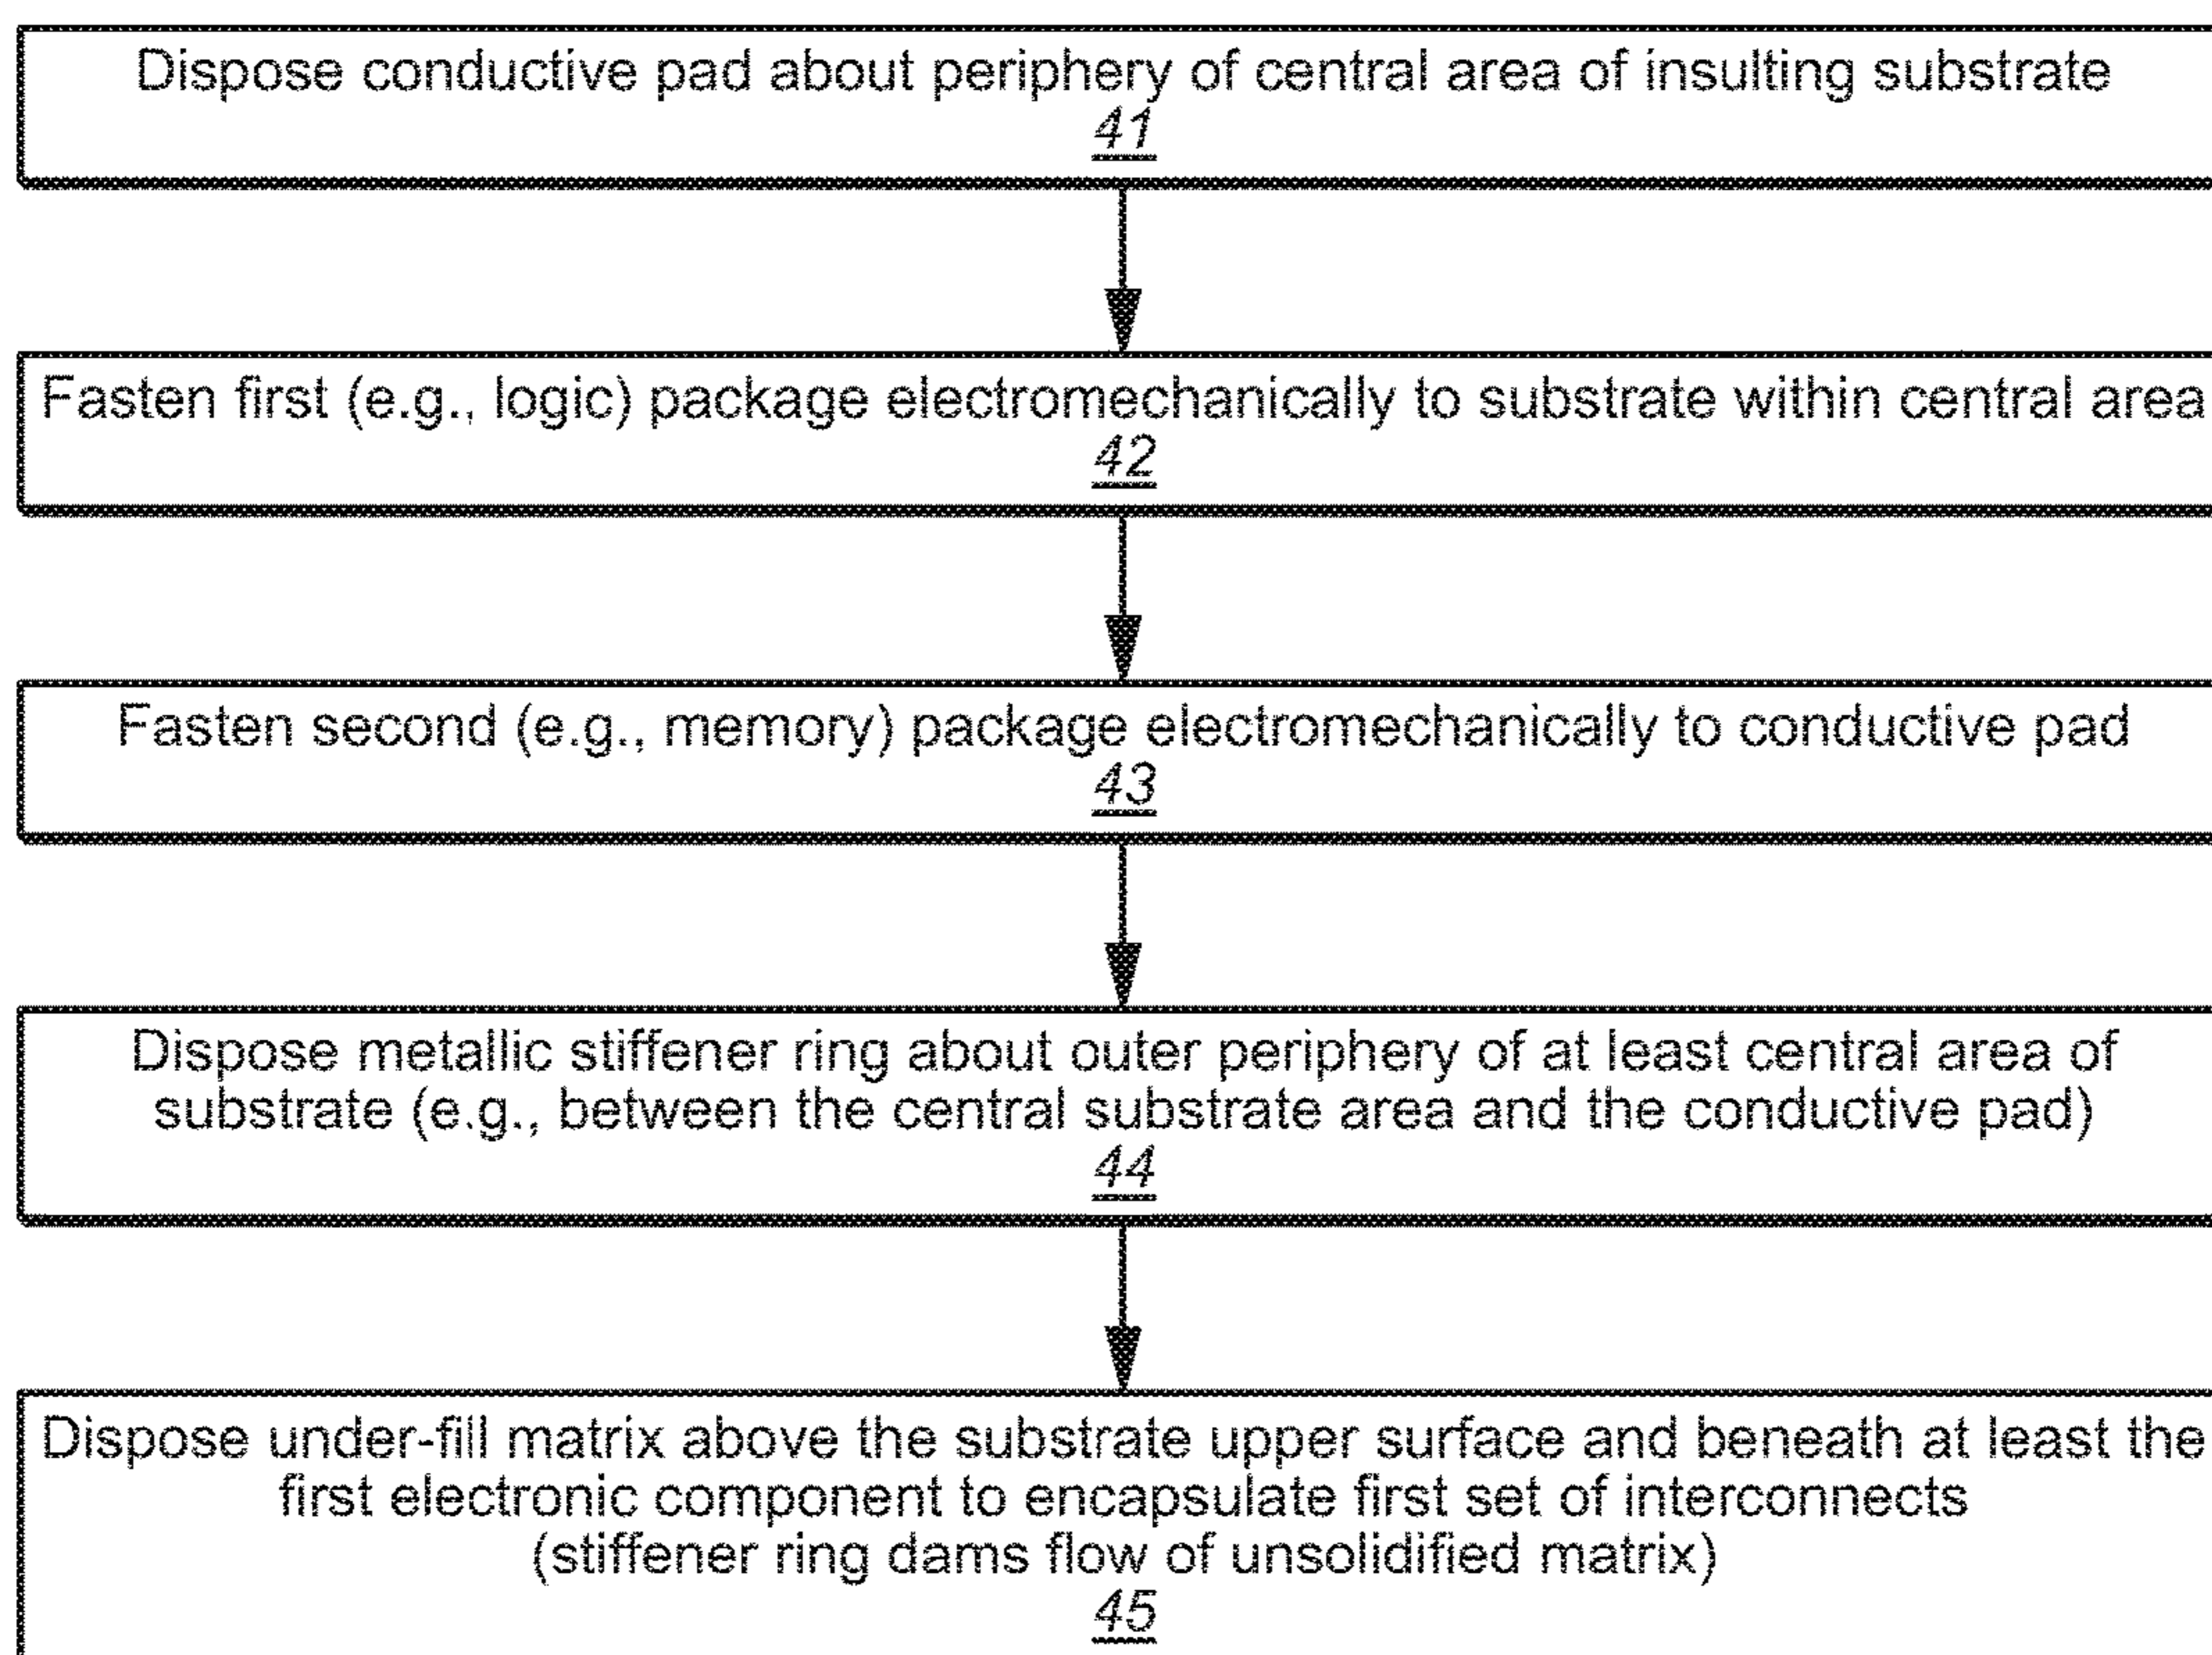 Dispose conductive pad about periphery of central area of insulting substrate
41
Fasten first (e.g., logic) package electromechanically to substrate within central area
42
Fasten second (e.g., memory) package electromechanically to conductive pad
43
Dispose metallic stiffener ring about outer periphery of at least central area of
substrate (e.g., between the central substrate area and the conductive pad)
44
Dispose under-fill matrix above the substrate upper surface and beneath at least the
first electronic component to encapsulate first set of interconnects
(stiffener ring dams flow of unsolidified matrix)
45